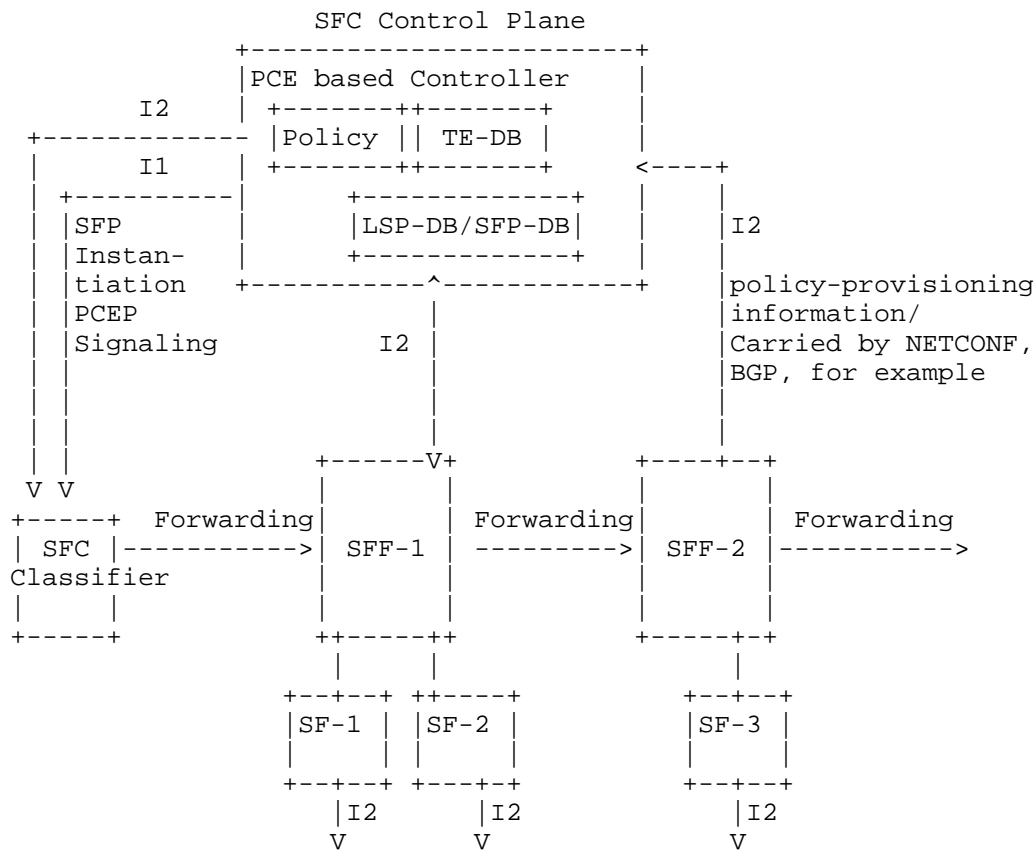 SFC Control Plane
PCE based Controller
I2
Policy TE-DB
I1
SFP LSP-DB/SFP-DB I2
Instan-
tiation policy-provisioning
PCEP information/
Signaling I2 Carried by NETCONF,
BGP, for example
V V V
Forwarding Forwarding Forwarding
SFC SFF-1 SFF-2
Classifier
SF-1 SF-2 SF-3
I2 I2 I2
V V V